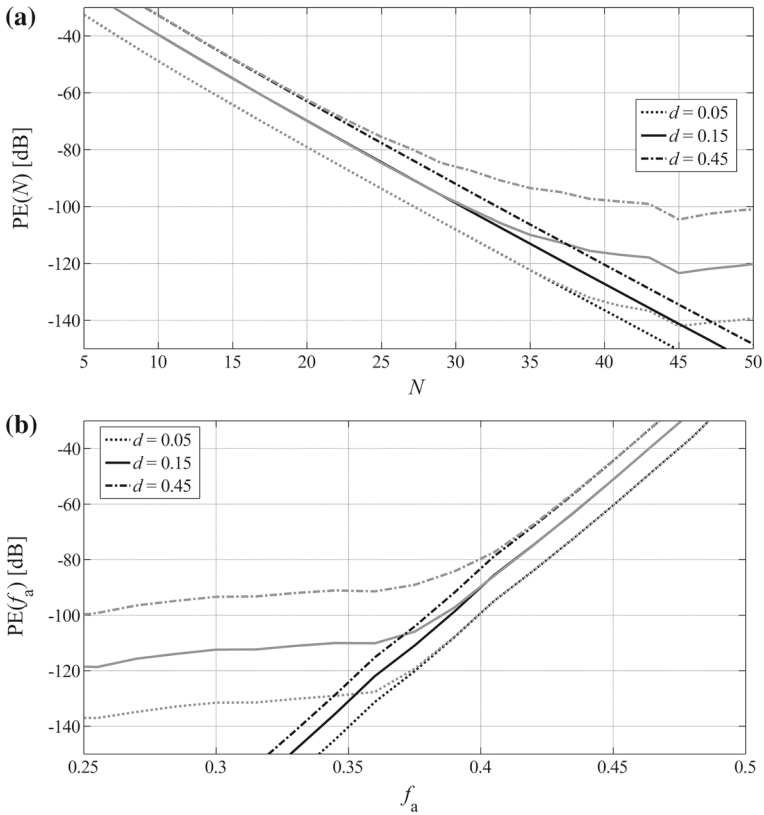 (a)
PE(N) [dB]
-40
-60
-80
-100
-120
-140
d = 0.05
d = 0.15
d = 0.45
5 10 15 20 25 30 35 40 45 50
N
(b)
PE(fa) [dB]
-40
-60
-80
-100
-120
-140
d = 0.05
d = 0.15
d = 0.45
0.25 0.3 0.35 0.4 0.45 0.5
fa